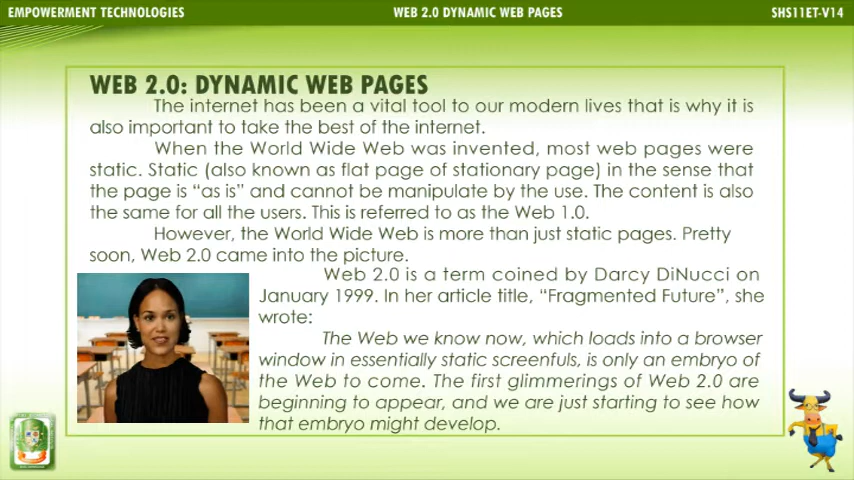 EMPOWERMENT TECHNOLOGIES
WEB 2.0 DYNAMIC WEB PAGES
SHS11ET-V14
WEB 2.0: DYNAMIC WEB PAGES
The internet has been a vital tool to our modern lives that is why it is
also important to take the best of the internet.
When the World Wide Web was invented, most web pages were
static. Static (also known as flat page of stationary page) in the sense that
the page is “as is” and cannot be manipulate by the use. The content is also
the same for all the users. This is referred to as the Web 1.0.
However, the World Wide Web is more than just static pages. Pretty
soon, Web 2.0 came into the picture.
Web 2.0 is a term coined by Darcy DiNucci on
January 1999. In her article title, “Fragmented Future”, she
wrote:
The Web we know now, which loads into a browser
window in essentially static screenfuls, is only an embryo of
the Web to come. The first glimmerings of Web 2.0 are
beginning to appear, and we are just starting to see how
that embryo might develop.